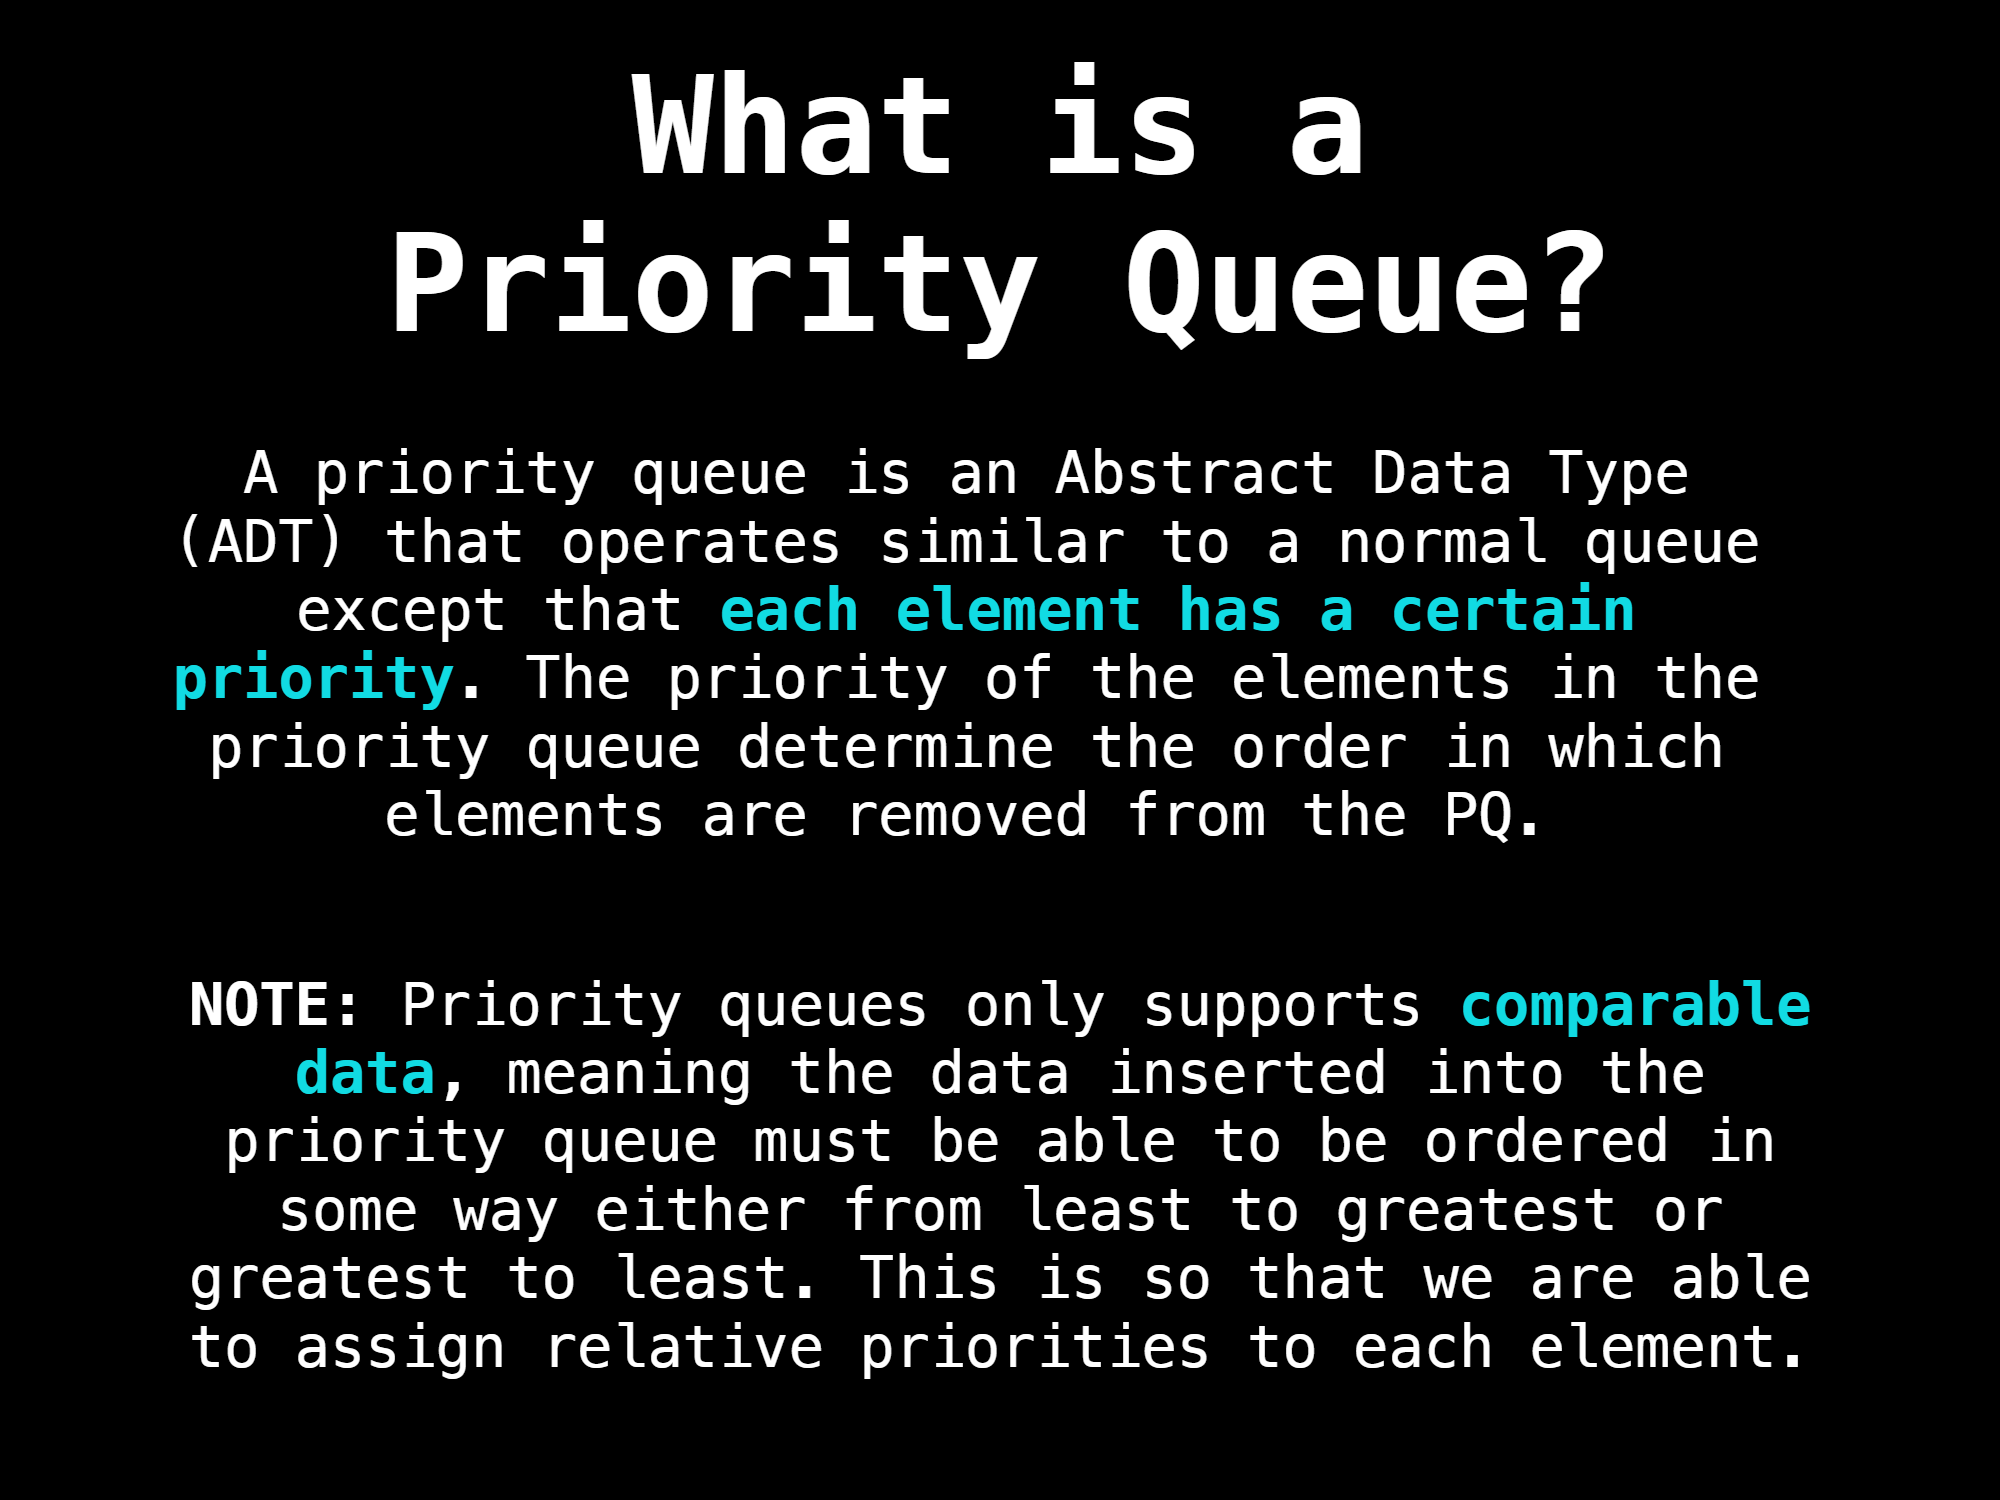 What is a
Priority Queue?
A priority queue is an Abstract Data Type
(ADT) that operates similar to a normal queue
except that each element has a certain
priority. The priority of the elements in the
priority queue determine the order in which
elements are removed from the PQ.
NOTE: Priority queues only supports comparable
data, meaning the data inserted into the
priority queue must be able to be ordered in
some way either from least to greatest or
greatest to least. This is so that we are able
to assign relative priorities to each element.